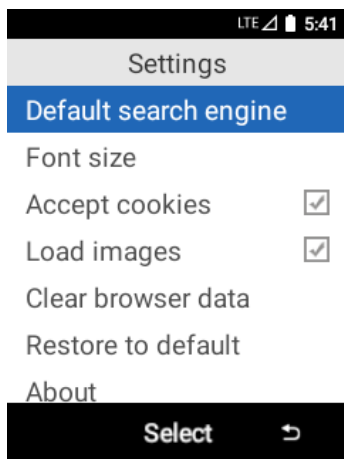 LTE 5:41
Settings
Default search engine
Font size
Accept cookies
Load images
Clear browser data
Restore to default
About
Select